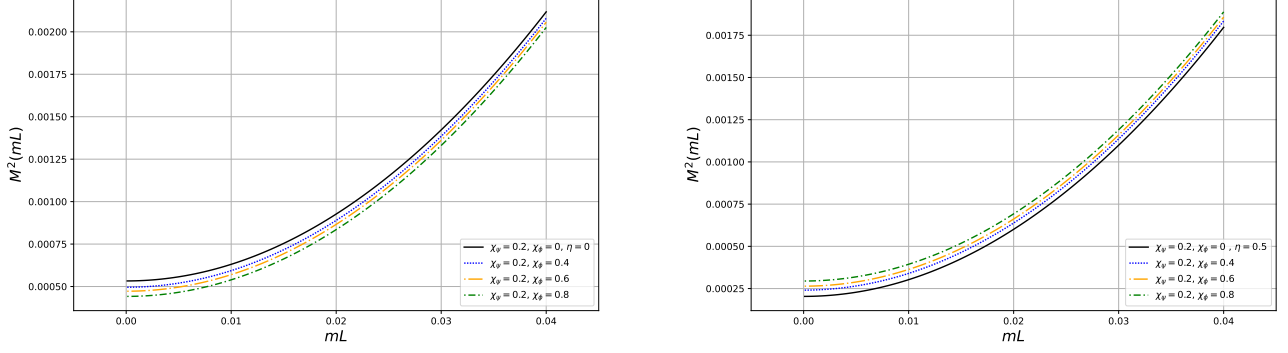 0.00200
0.00175
0.00150
0.00125
0.00100
0.00075
0.00050
M²(mL)
0.00
0.01
0.02
0.03
0.04
mL
χψ = 0.2, χϕ = 0, η = 0
χψ = 0.2, χϕ = 0.4
χψ = 0.2, χϕ = 0.6
χψ = 0.2, χϕ = 0.8
0.00175
0.00150
0.00125
0.00100
0.00075
0.00050
0.00025
M²(mL)
0.00
0.01
0.02
0.03
0.04
mL
χψ = 0.2, χϕ = 0 , η = 0.5
χψ = 0.2, χϕ = 0.4
χψ = 0.2, χϕ = 0.6
χψ = 0.2, χϕ = 0.8